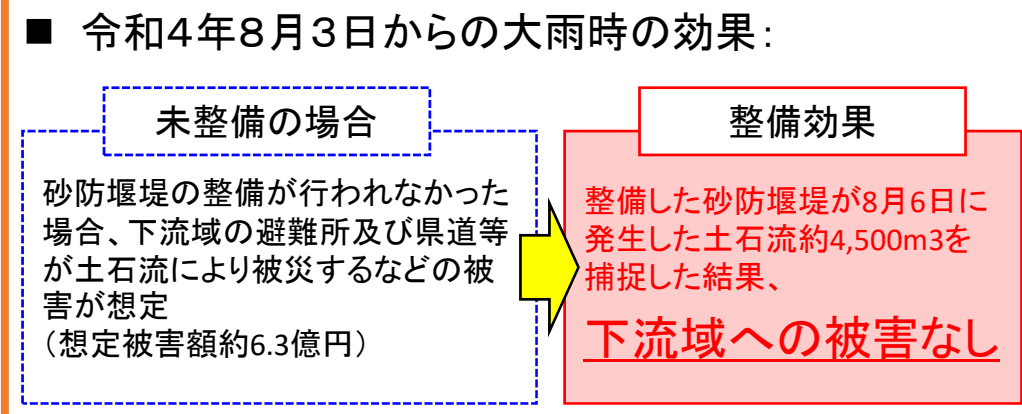 ■ 令和4年8月3日からの大雨時の効果:
未整備の場合
砂防堰堤の整備が行われなかった
場合、下流域の避難所及び県道等
が土石流により被災するなどの被
害が想定
（想定被害額約6.3億円）
整備効果
整備した砂防堰堤が8月6日に
発生した土石流約4,500m3を
捕捉した結果、
下流域への被害なし